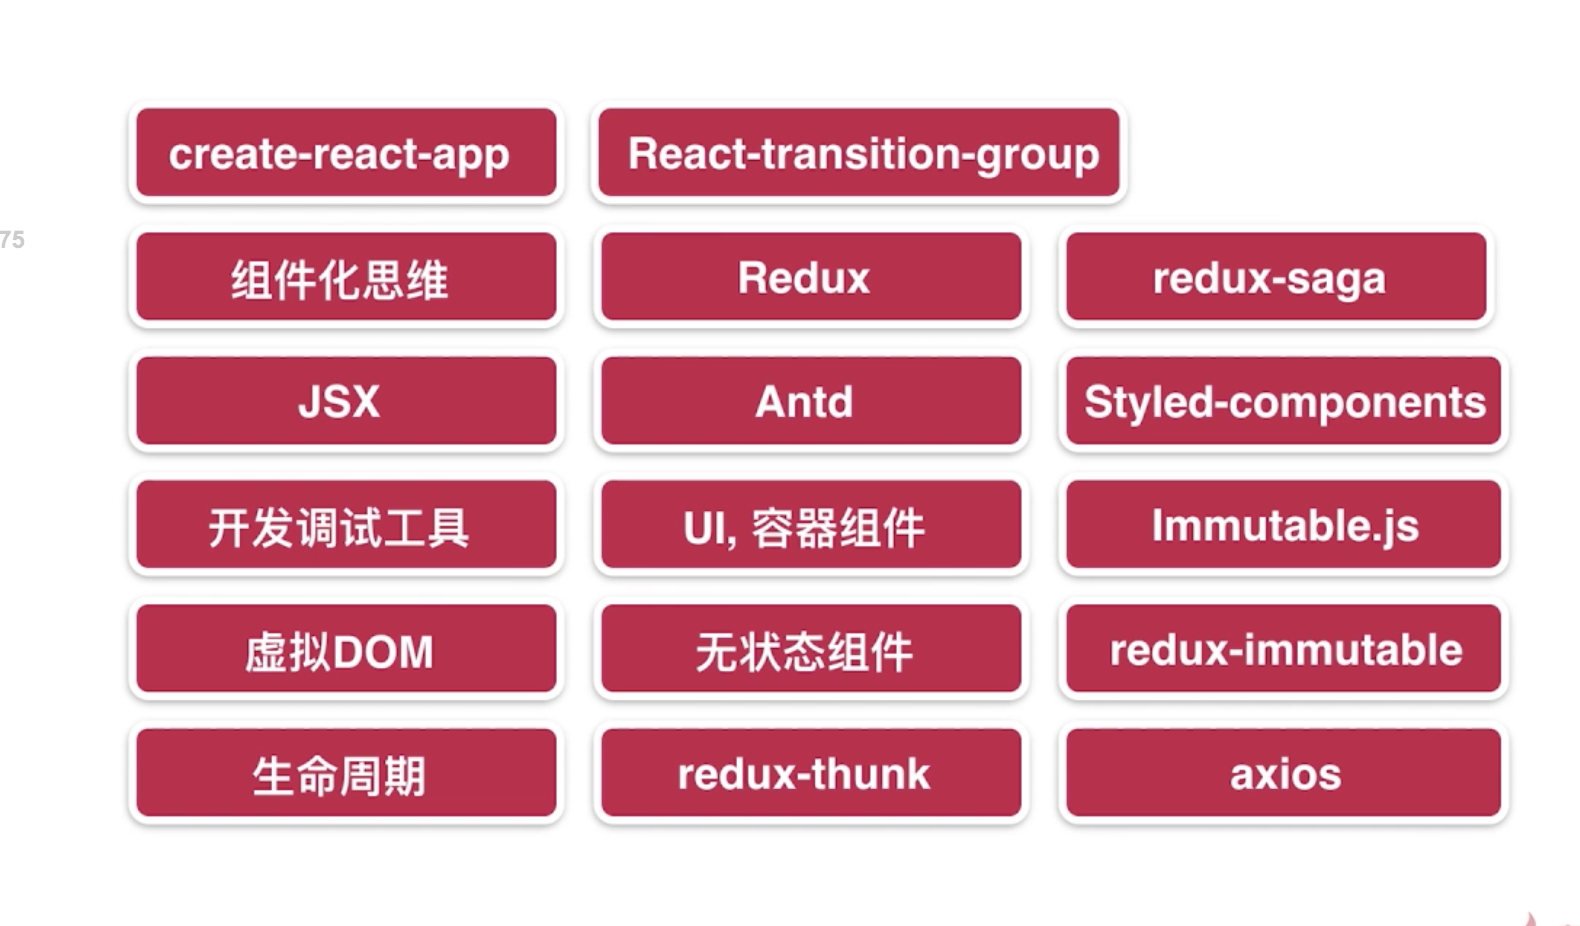 create-react-app
React-transition-group
75
组件化思维
Redux
redux-saga
JSX
Antd
Styled-components
开发调试工具
UI, 容器组件
Immutable.js
虚拟DOM
无状态组件
redux-immutable
生命周期
redux-thunk
axios